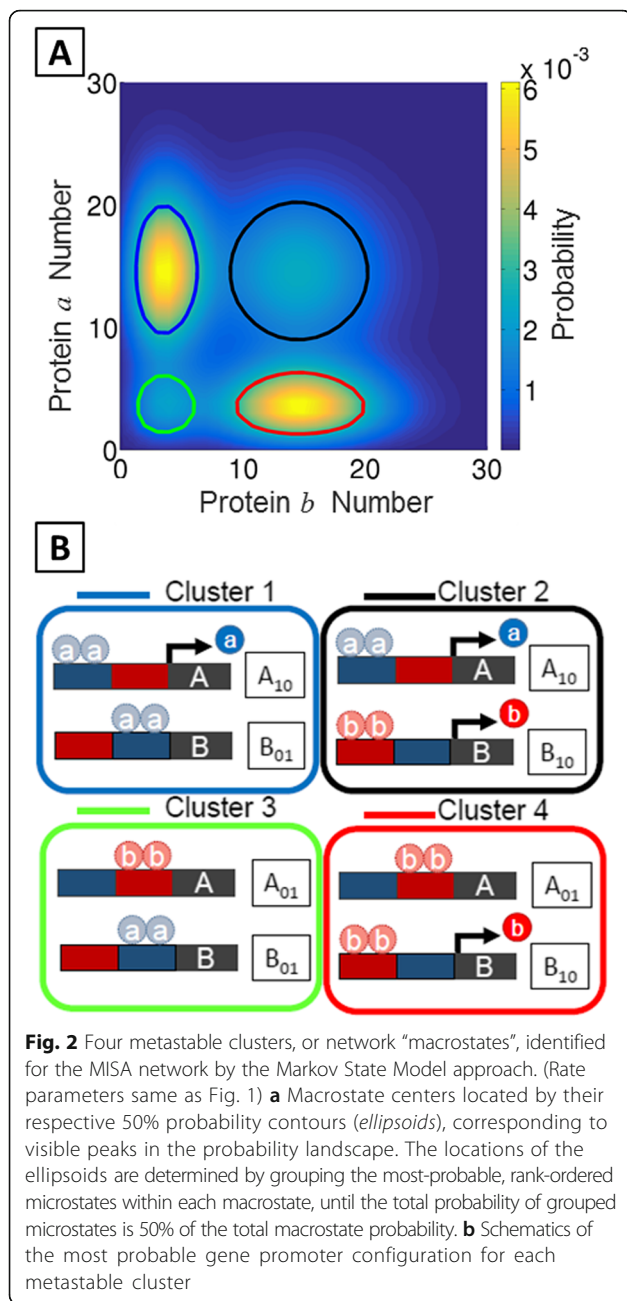 A
x 10⁻³
30
20
10
0
0
10
20
30
Protein a Number
Protein b Number
6
5
4
3
2
1
Probability
B
Cluster 1
a a
a
A
A₁₀
a a
B
B₀₁
Cluster 2
a a
a
A
A₁₀
b b
b
B
B₁₀
Cluster 3
b b
A
A₀₁
a a
B
B₀₁
Cluster 4
b b
A
A₀₁
b b
b
B
B₁₀
Fig. 2 Four metastable clusters, or network “macrostates”, identified
for the MISA network by the Markov State Model approach. (Rate
parameters same as Fig. 1) a Macrostate centers located by their
respective 50% probability contours (ellipsoids), corresponding to
visible peaks in the probability landscape. The locations of the
ellipsoids are determined by grouping the most-probable, rank-ordered
microstates within each macrostate, until the total probability of grouped
microstates is 50% of the total macrostate probability. b Schematics of
the most probable gene promoter configuration for each
metastable cluster